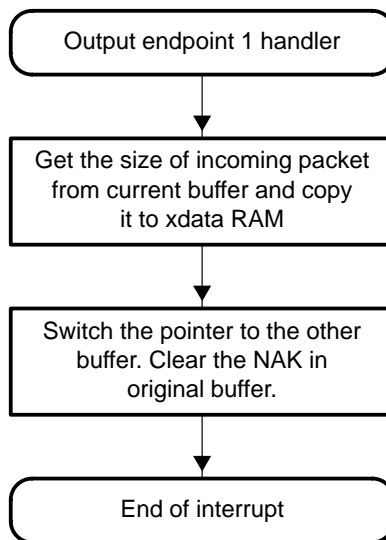 Output endpoint 1 handler
Get the size of incoming packet
from current buffer and copy
it to xdata RAM
Switch the pointer to the other
buffer. Clear the NAK in
original buffer.
End of interrupt